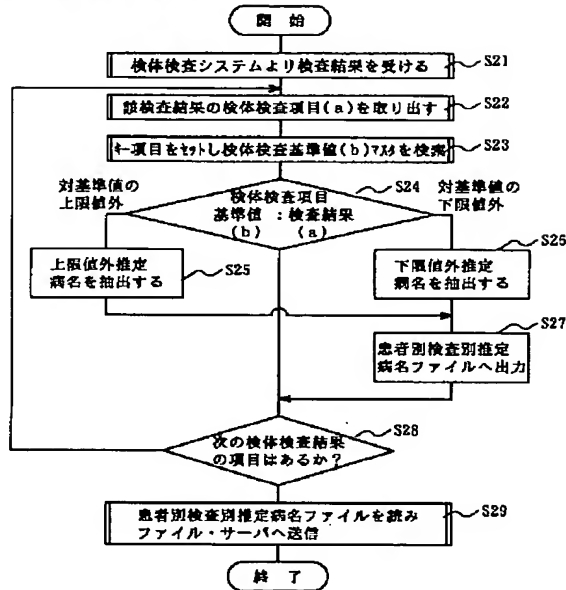 開 始
検体検査システムより検査結果を受ける
S21
該検査結果の検体検査項目(a)を取り出す
S22
キー項目をセットし検体検査基準値(b)マスタを検索
S23
対基準値の
上限値外
検体検査項目
基準値 : 検査結果
(b) (a)
S24
対基準値の
下限値外
上限値外推定
病名を抽出する
S25
下限値外推定
病名を抽出する
S26
患者別検査別推定
病名ファイルへ出力
S27
次の検体検査結果
の項目はあるか?
S28
患者別検査別推定病名ファイルを読み
ファイル・サーバへ送信
S29
終 了